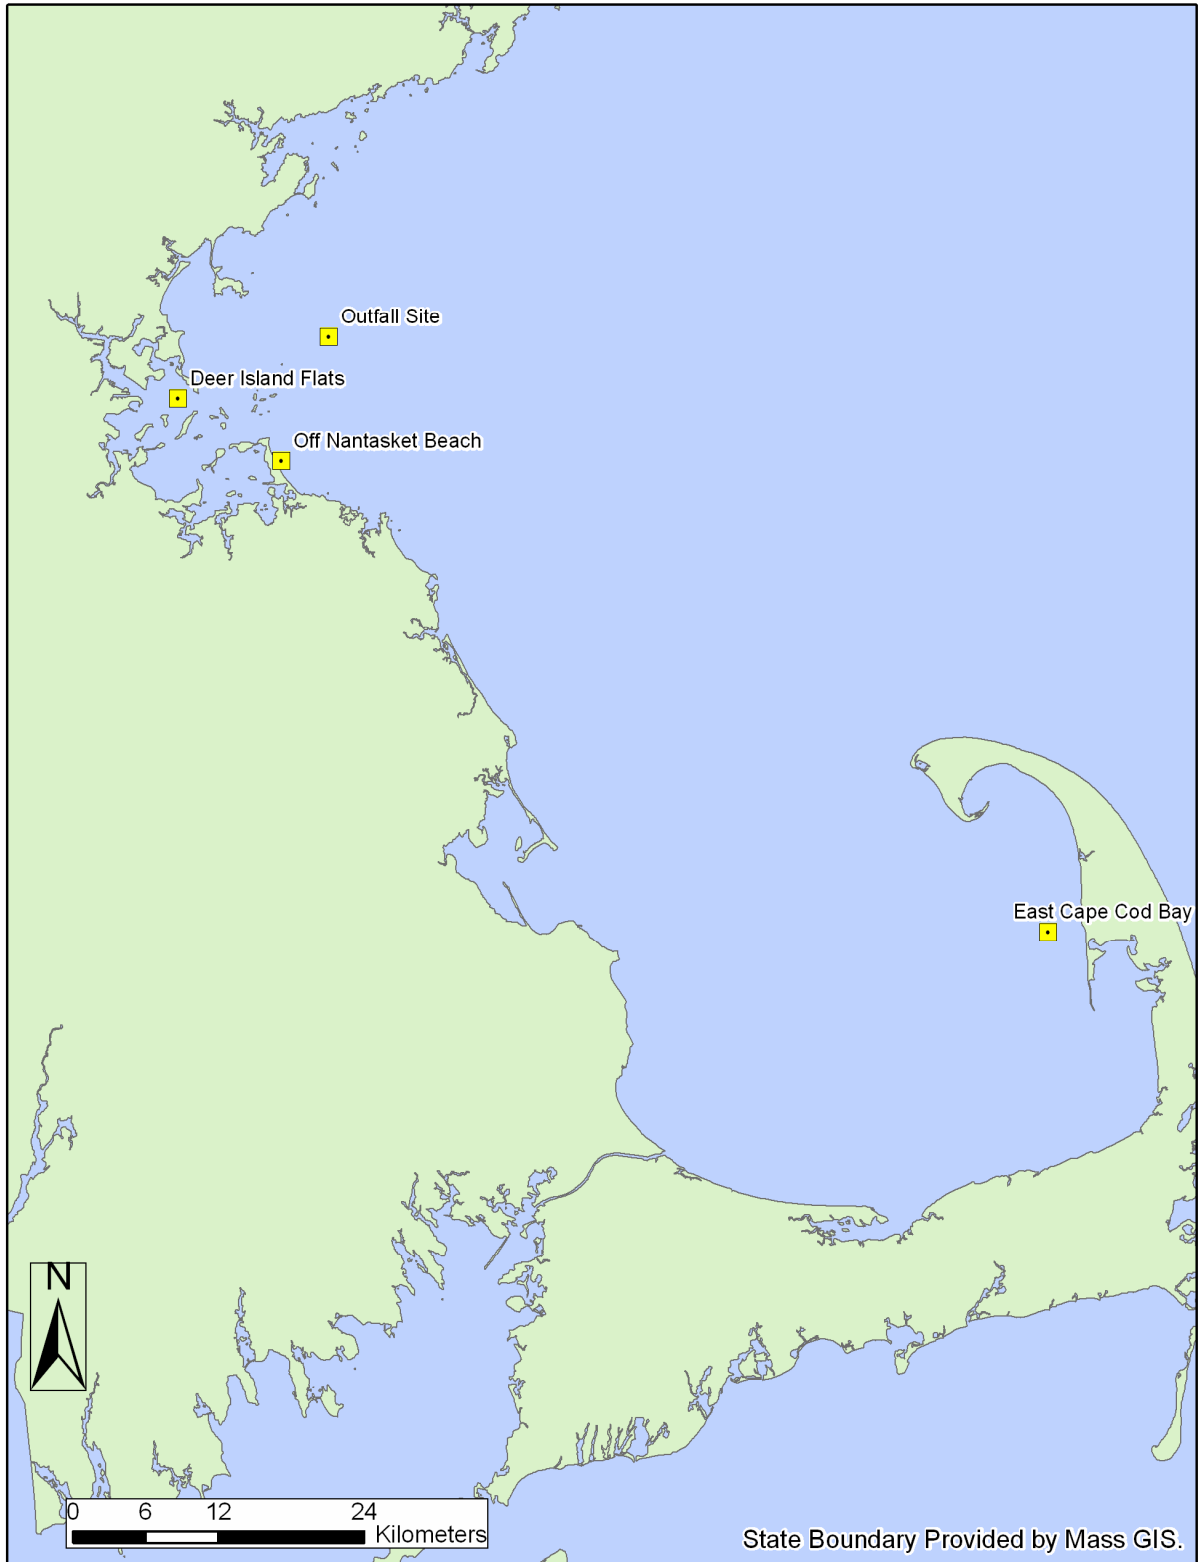 Outfall Site
Deer Island Flats
Off Nantasket Beach
East Cape Cod Bay
N
0 6 12 24
Kilometers
State Boundary Provided by Mass GIS.